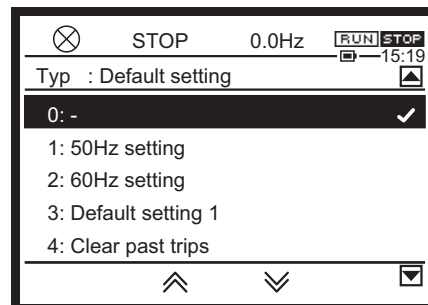 STOP 0.0Hz RUN STOP
15:19
Typ : Default setting
0: -
1: 50Hz setting
2: 60Hz setting
3: Default setting 1
4: Clear past trips